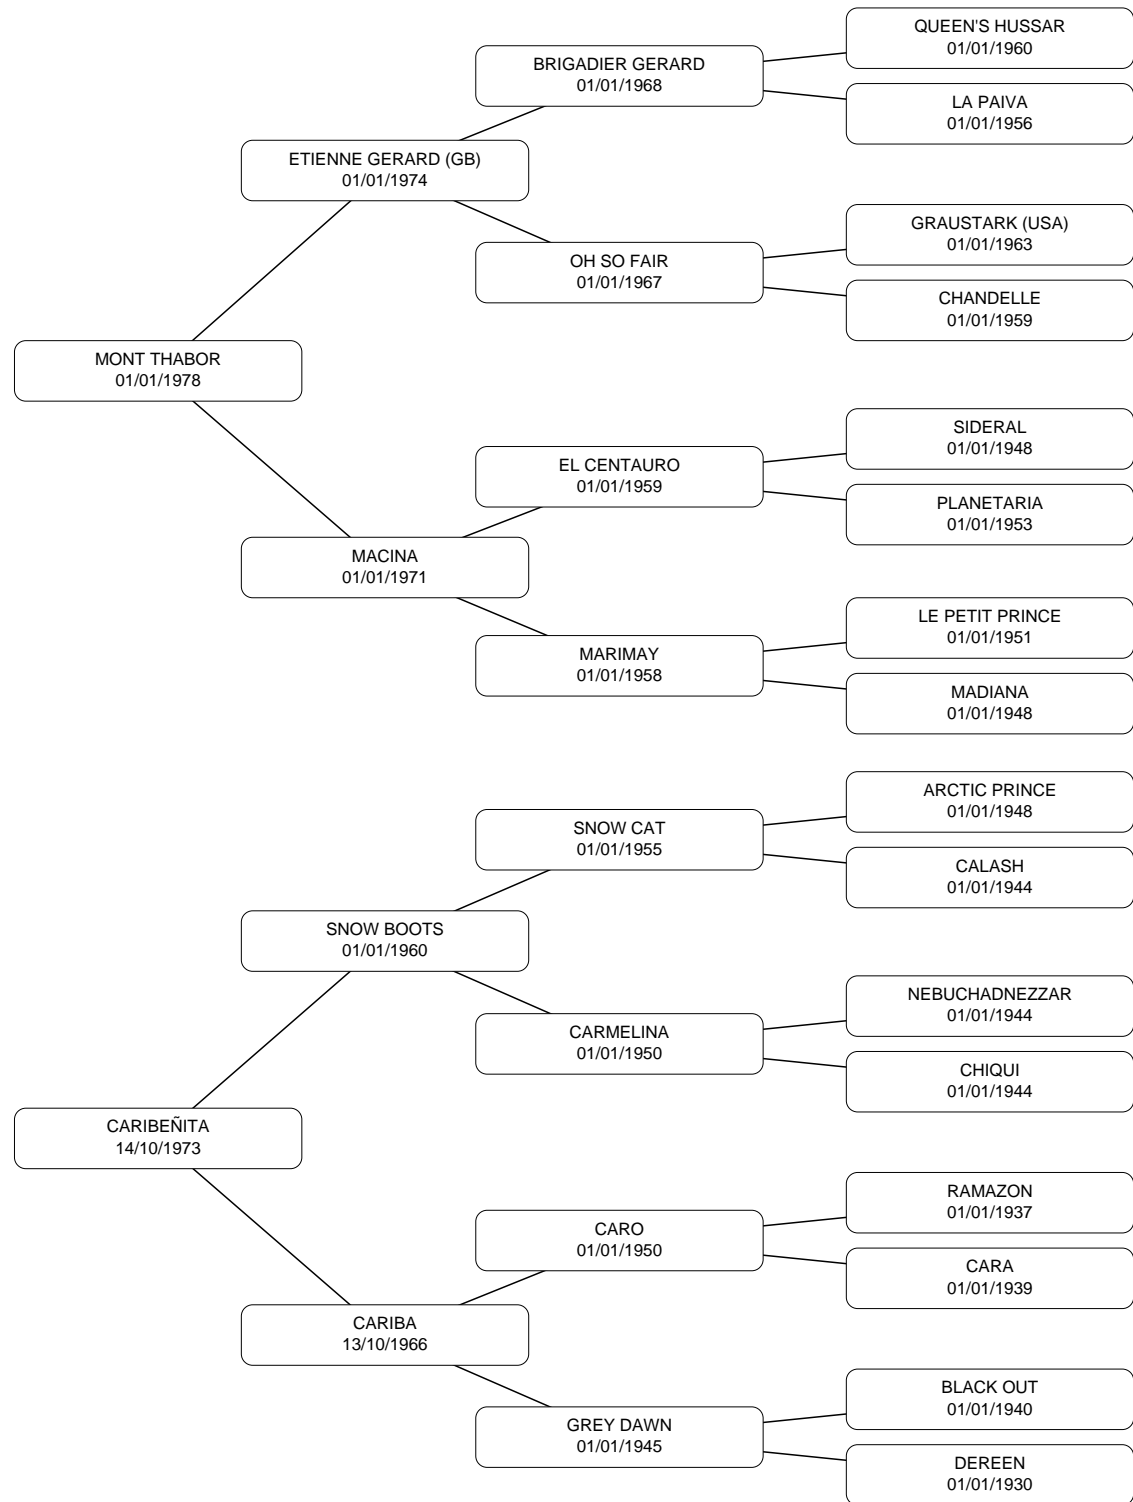 QUEEN'S HUSSAR
01/01/1960
BRIGADIER GERARD
01/01/1968
LA PAIVA
01/01/1956
ETIENNE GERARD (GB)
01/01/1974
GRAUSTARK (USA)
01/01/1963
OH SO FAIR
01/01/1967
CHANDELLE
01/01/1959
MONT THABOR
01/01/1978
SIDERAL
01/01/1948
EL CENTAURO
01/01/1959
PLANETARIA
01/01/1953
MACINA
01/01/1971
LE PETIT PRINCE
01/01/1951
MARIMAY
01/01/1958
MADIANA
01/01/1948
ARCTIC PRINCE
01/01/1948
SNOW CAT
01/01/1955
CALASH
01/01/1944
SNOW BOOTS
01/01/1960
NEBUCHADNEZZAR
01/01/1944
CARMELINA
01/01/1950
CHIQUI
01/01/1944
CARIBEÑITA
14/10/1973
RAMAZON
01/01/1937
CARO
01/01/1950
CARA
01/01/1939
CARIBA
13/10/1966
BLACK OUT
01/01/1940
GREY DAWN
01/01/1945
DEREEN
01/01/1930